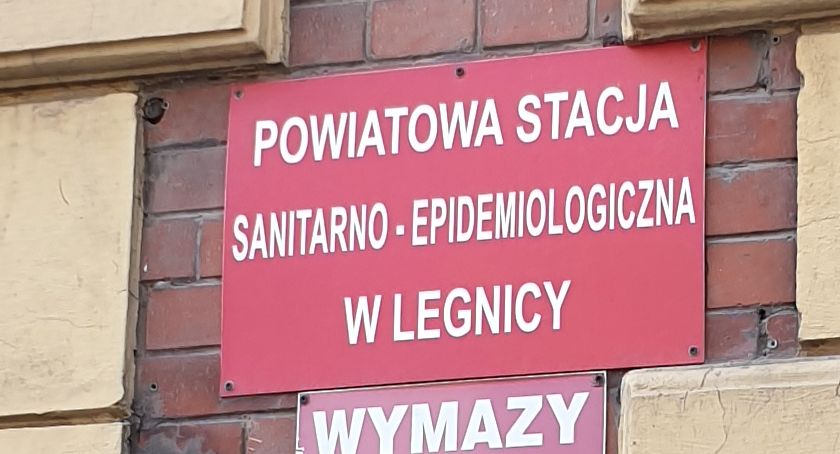 POWIATOWA STACJA
SANITARNO - EPIDEMIOLOGICZNA
W LEGNICY
WYMAZY